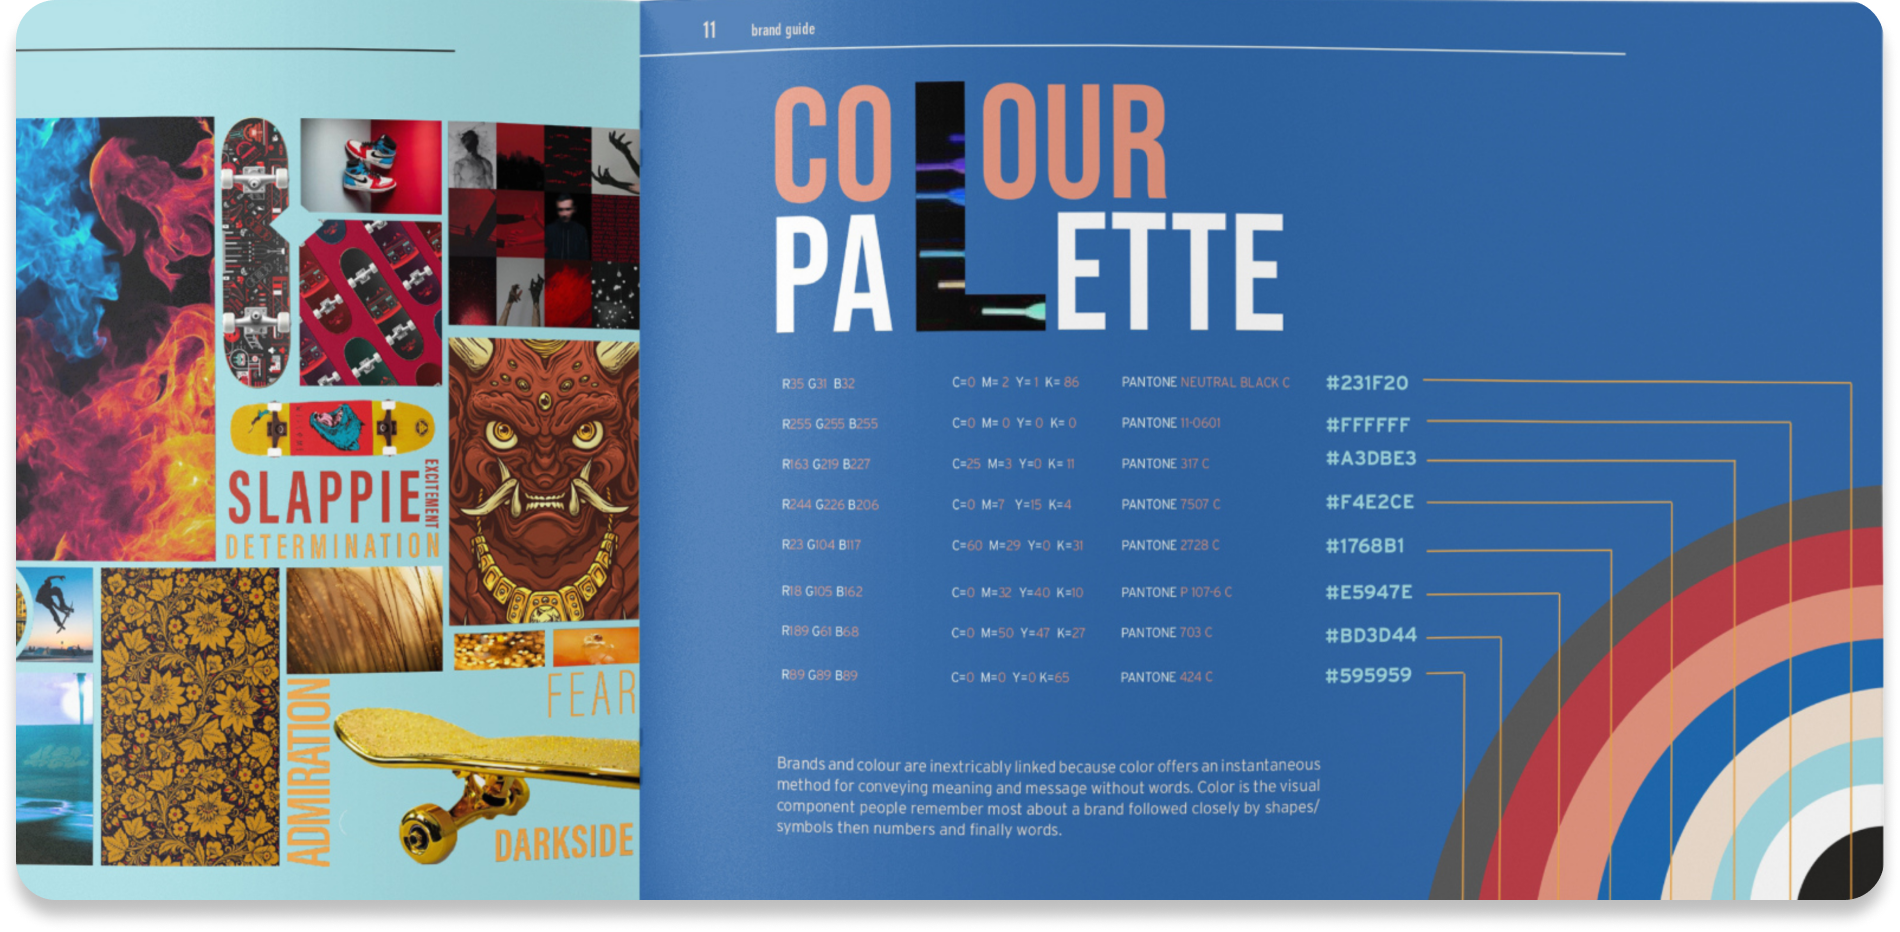 SLAPPIE
EXCITEMENT
DETERMINATION
ADMIRATION
FEAR
DARKSIDE
11 brand guide
COLOUR
PALETTE
R35 G31 B32 C=0 M= 2 Y= 1 K= 86 PANTONE NEUTRAL BLACK C #231F20
R255 G255 B255 C=0 M= 0 Y= 0 K= 0 PANTONE 11-0601 #FFFFFF
R163 G219 B227 C=25 M=3 Y=0 K= 11 PANTONE 317 C #A3DBE3
R244 G226 B206 C=0 M=7 Y=15 K=4 PANTONE 7507 C #F4E2CE
R23 G104 B117 C=60 M=29 Y=0 K=31 PANTONE 2728 C #1768B1
R18 G105 B162 C=0 M=32 Y=40 K=10 PANTONE P 107-6 C #E5947E
R189 G61 B68 C=0 M=50 Y=47 K=27 PANTONE 703 C #BD3D44
R89 G89 B89 C=0 M=0 Y=0 K=65 PANTONE 424 C #595959
Brands and colour are inextricably linked because color offers an instantaneous
method for conveying meaning and message without words. Color is the visual
component people remember most about a brand followed closely by shapes/
symbols then numbers and finally words.